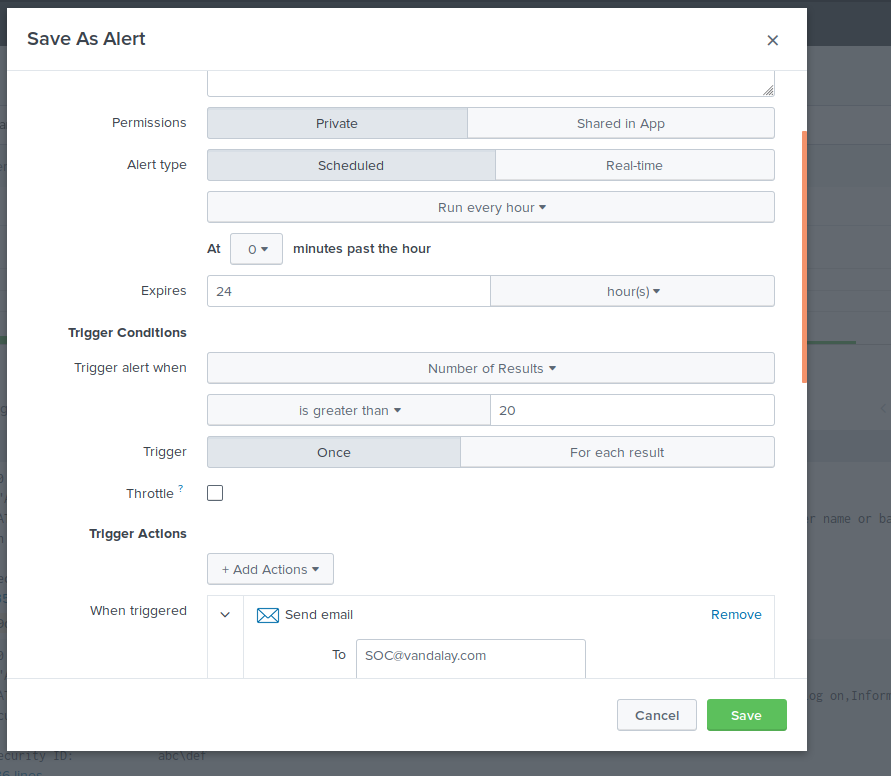 Save As Alert
×
Permissions Private Shared in App
Alert type Scheduled Real-time
Run every hour
At 0 minutes past the hour
Expires 24 hour(s)
Trigger Conditions
Trigger alert when Number of Results
is greater than 20
Trigger Once For each result
Throttle ?
er name or ba
Trigger Actions
+ Add Actions
When triggered Send email Remove
To SOC@vandalay.com
og on,Inform
Cancel Save
ecurity ID: abc\def